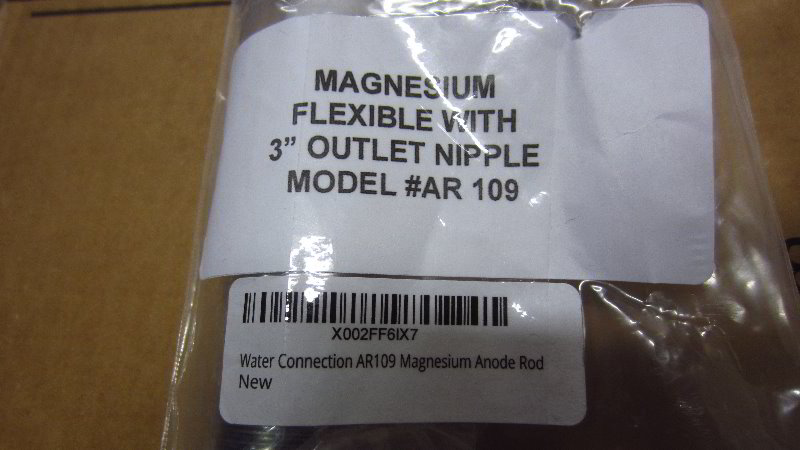 MAGNESIUM
FLEXIBLE WITH
3” OUTLET NIPPLE
MODEL #AR 109
X002FF6IX7
Water Connection AR109 Magnesium Anode Rod
New